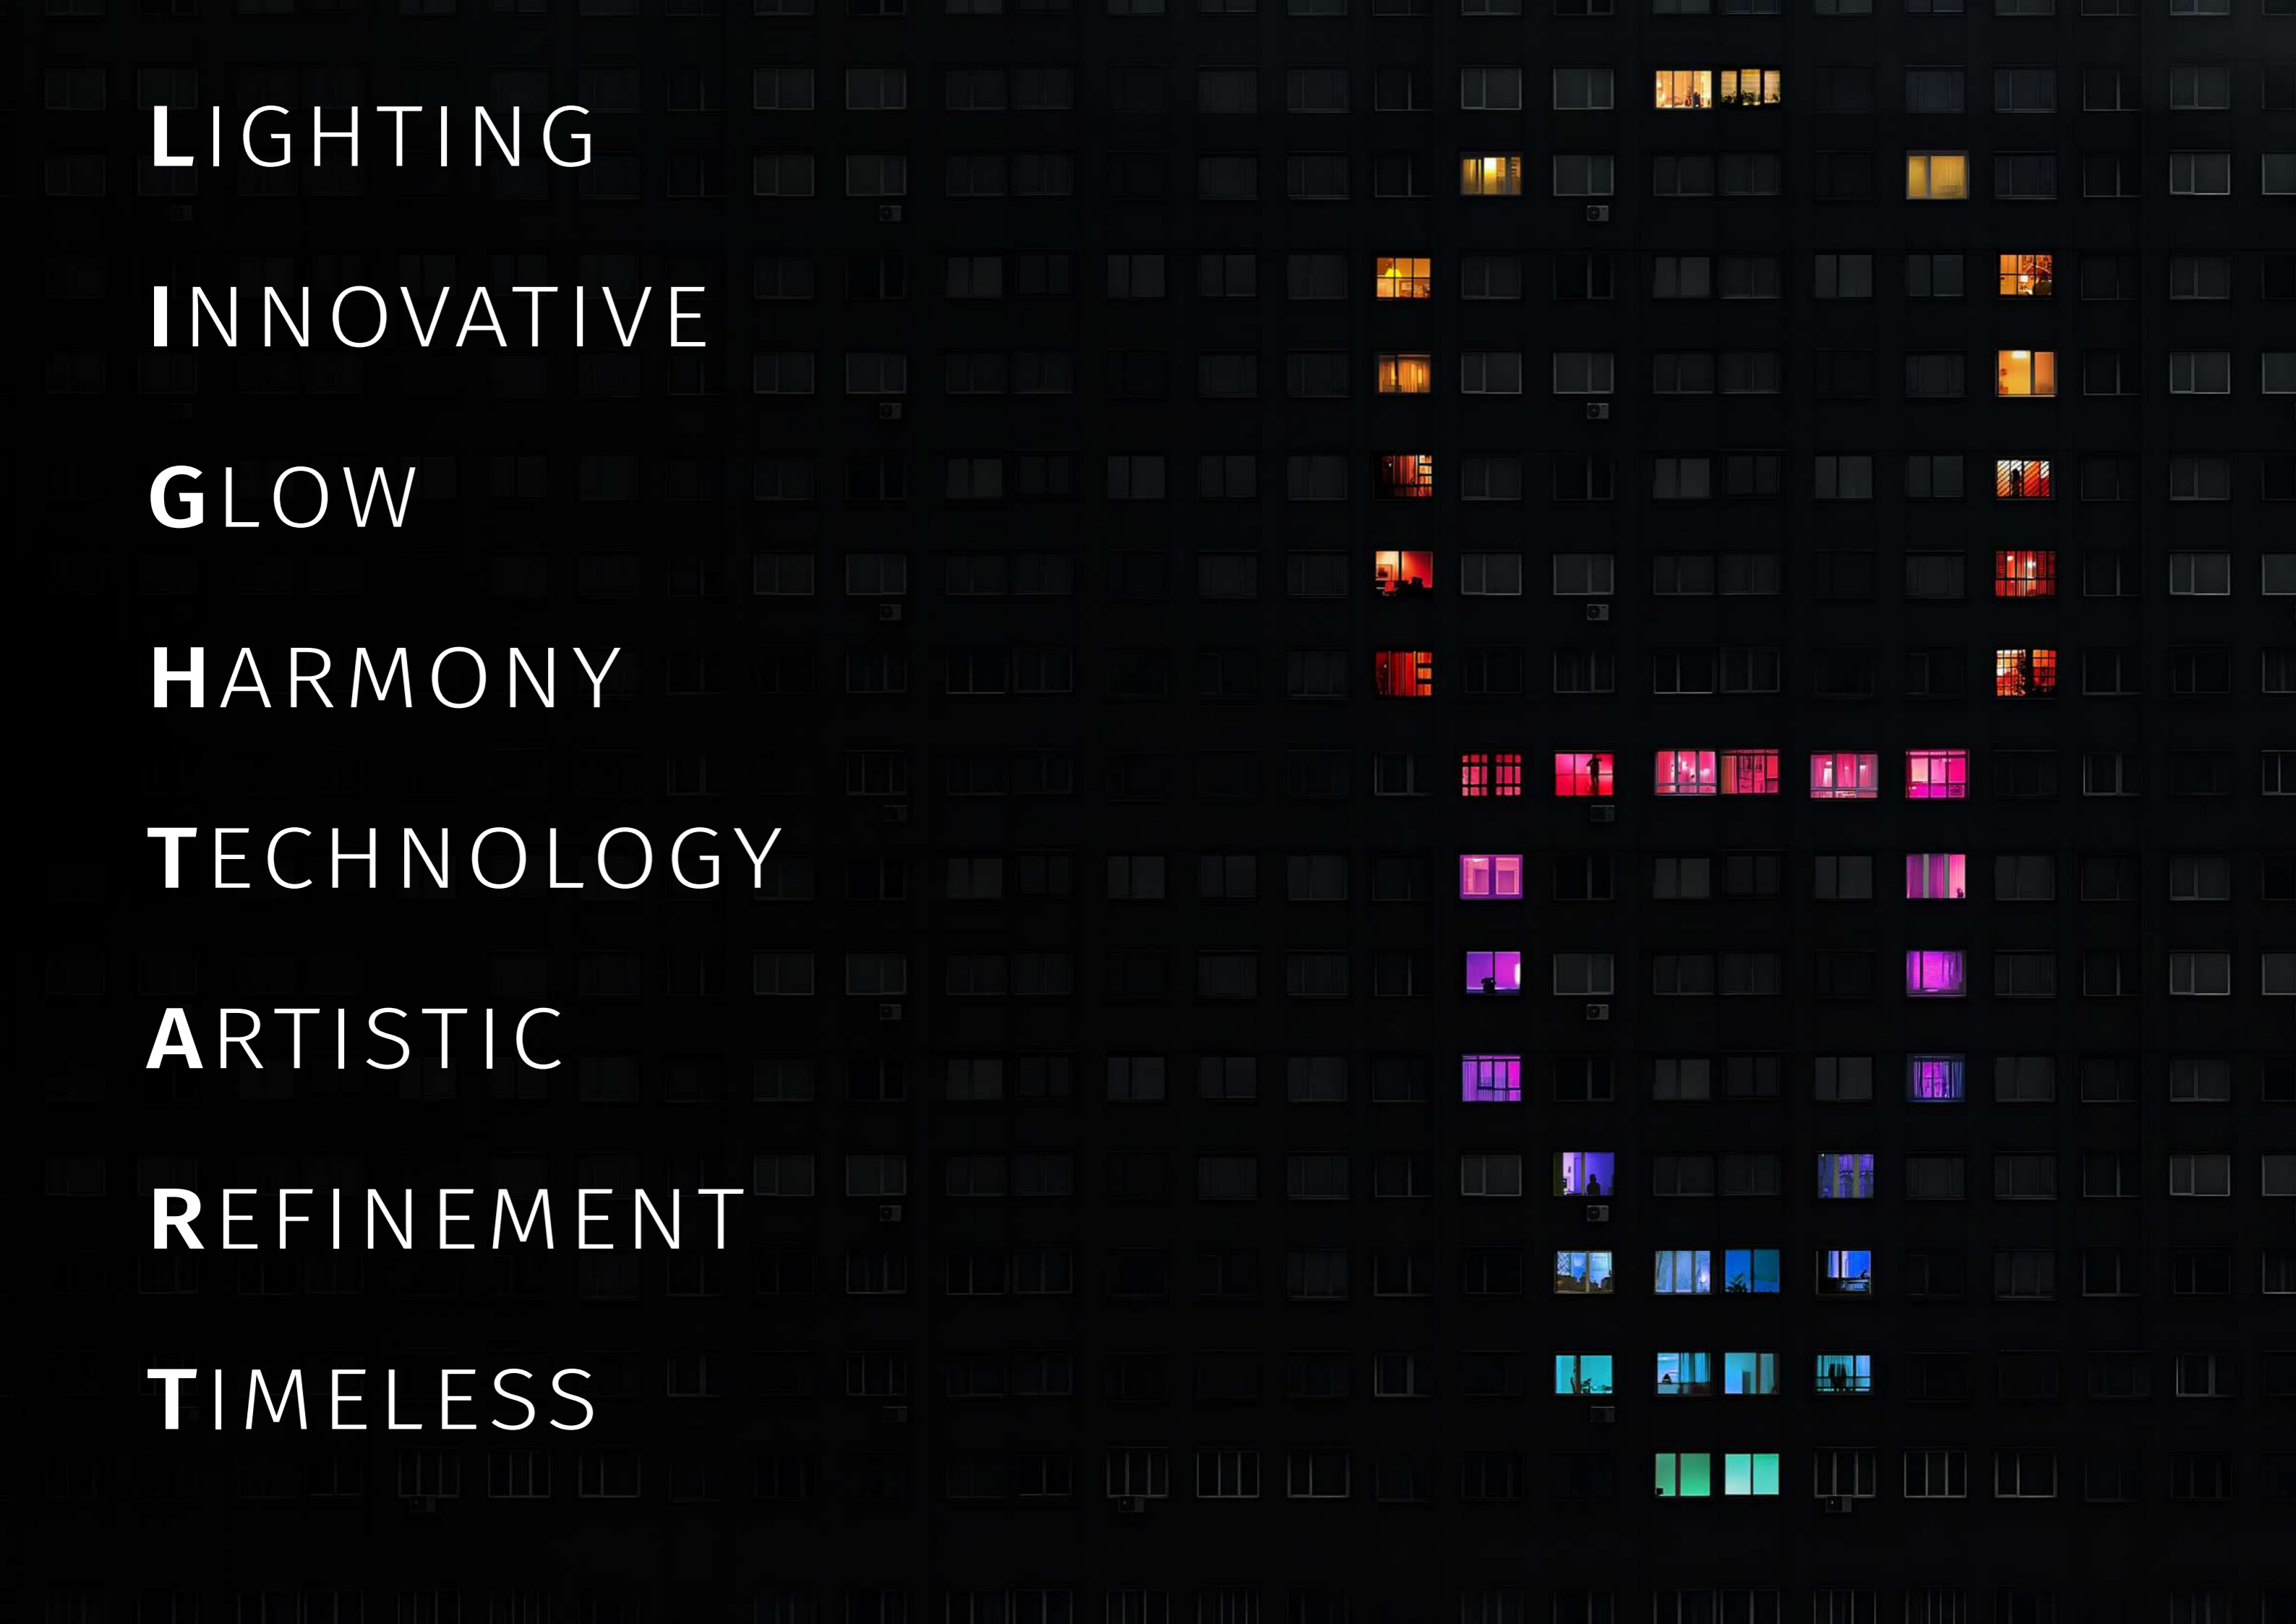 LIGHTING
INNOVATIVE
GLOW
HARMONY
TECHNOLOGY
ARTISTIC
REFINEMENT
TIMELESS